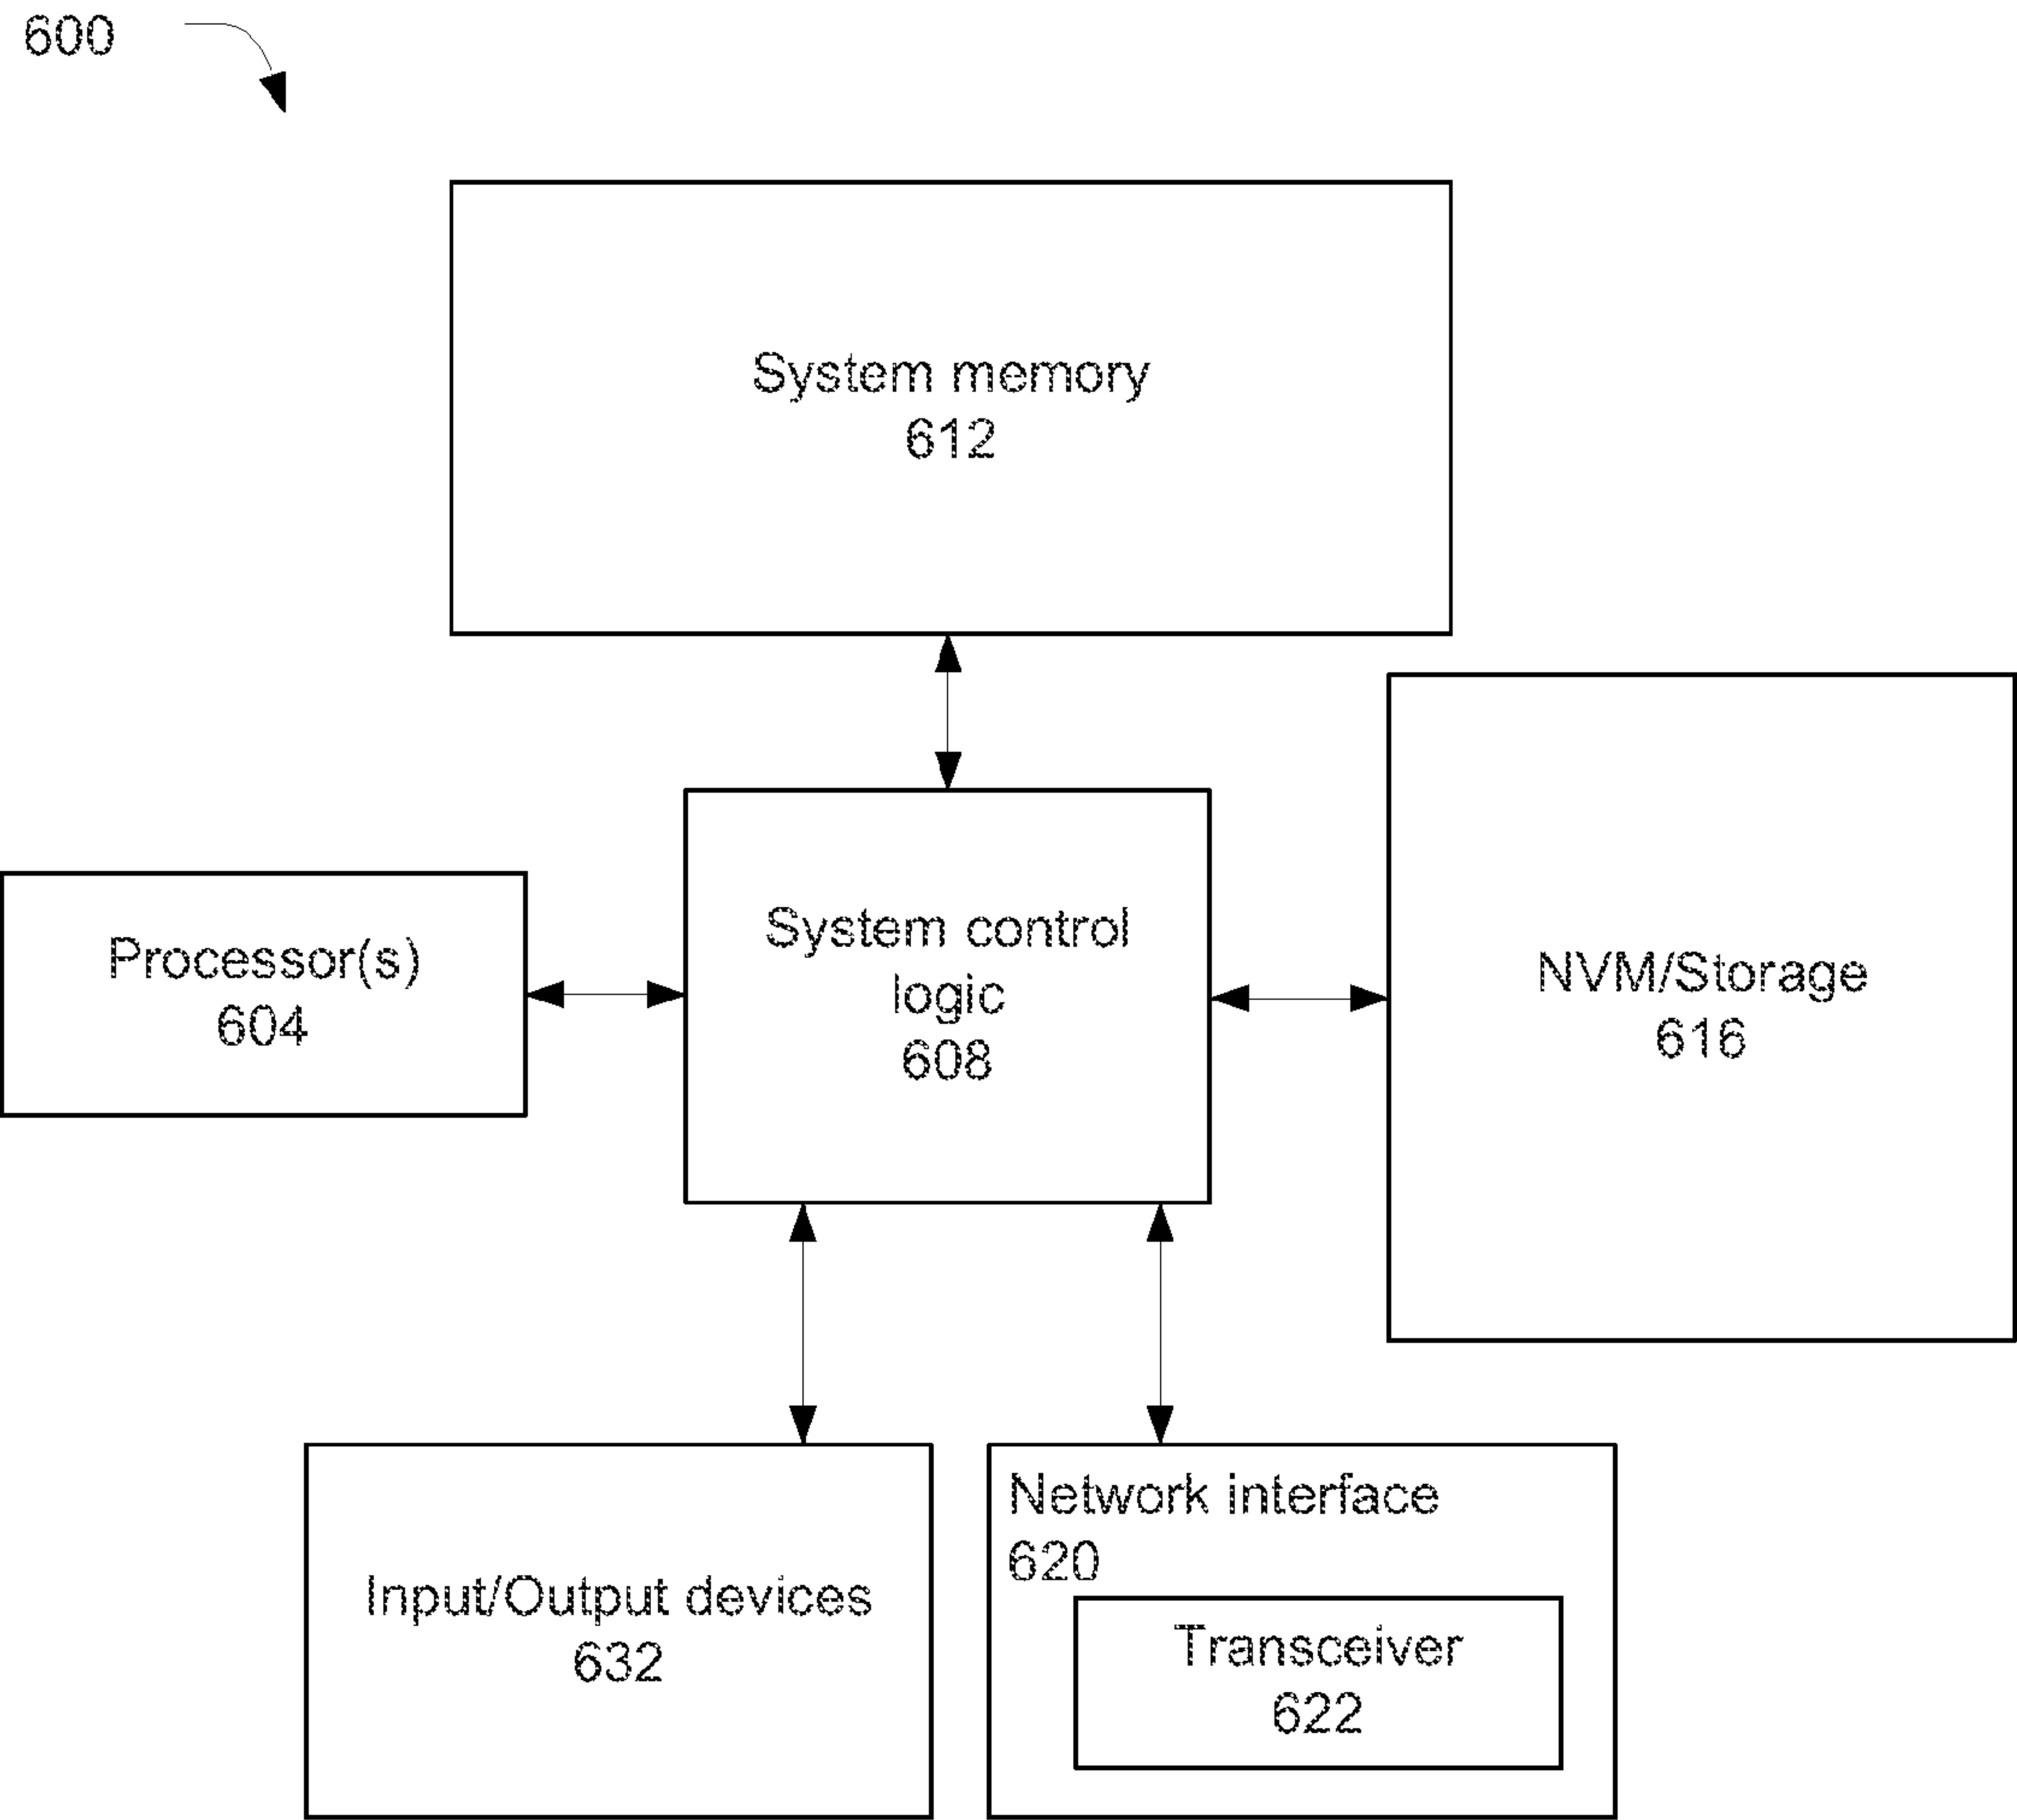 600
System memory
612
Processor(s)
604
System control
logic
608
NVM/Storage
616
Input/Output devices
632
Network interface
620
Transceiver
622